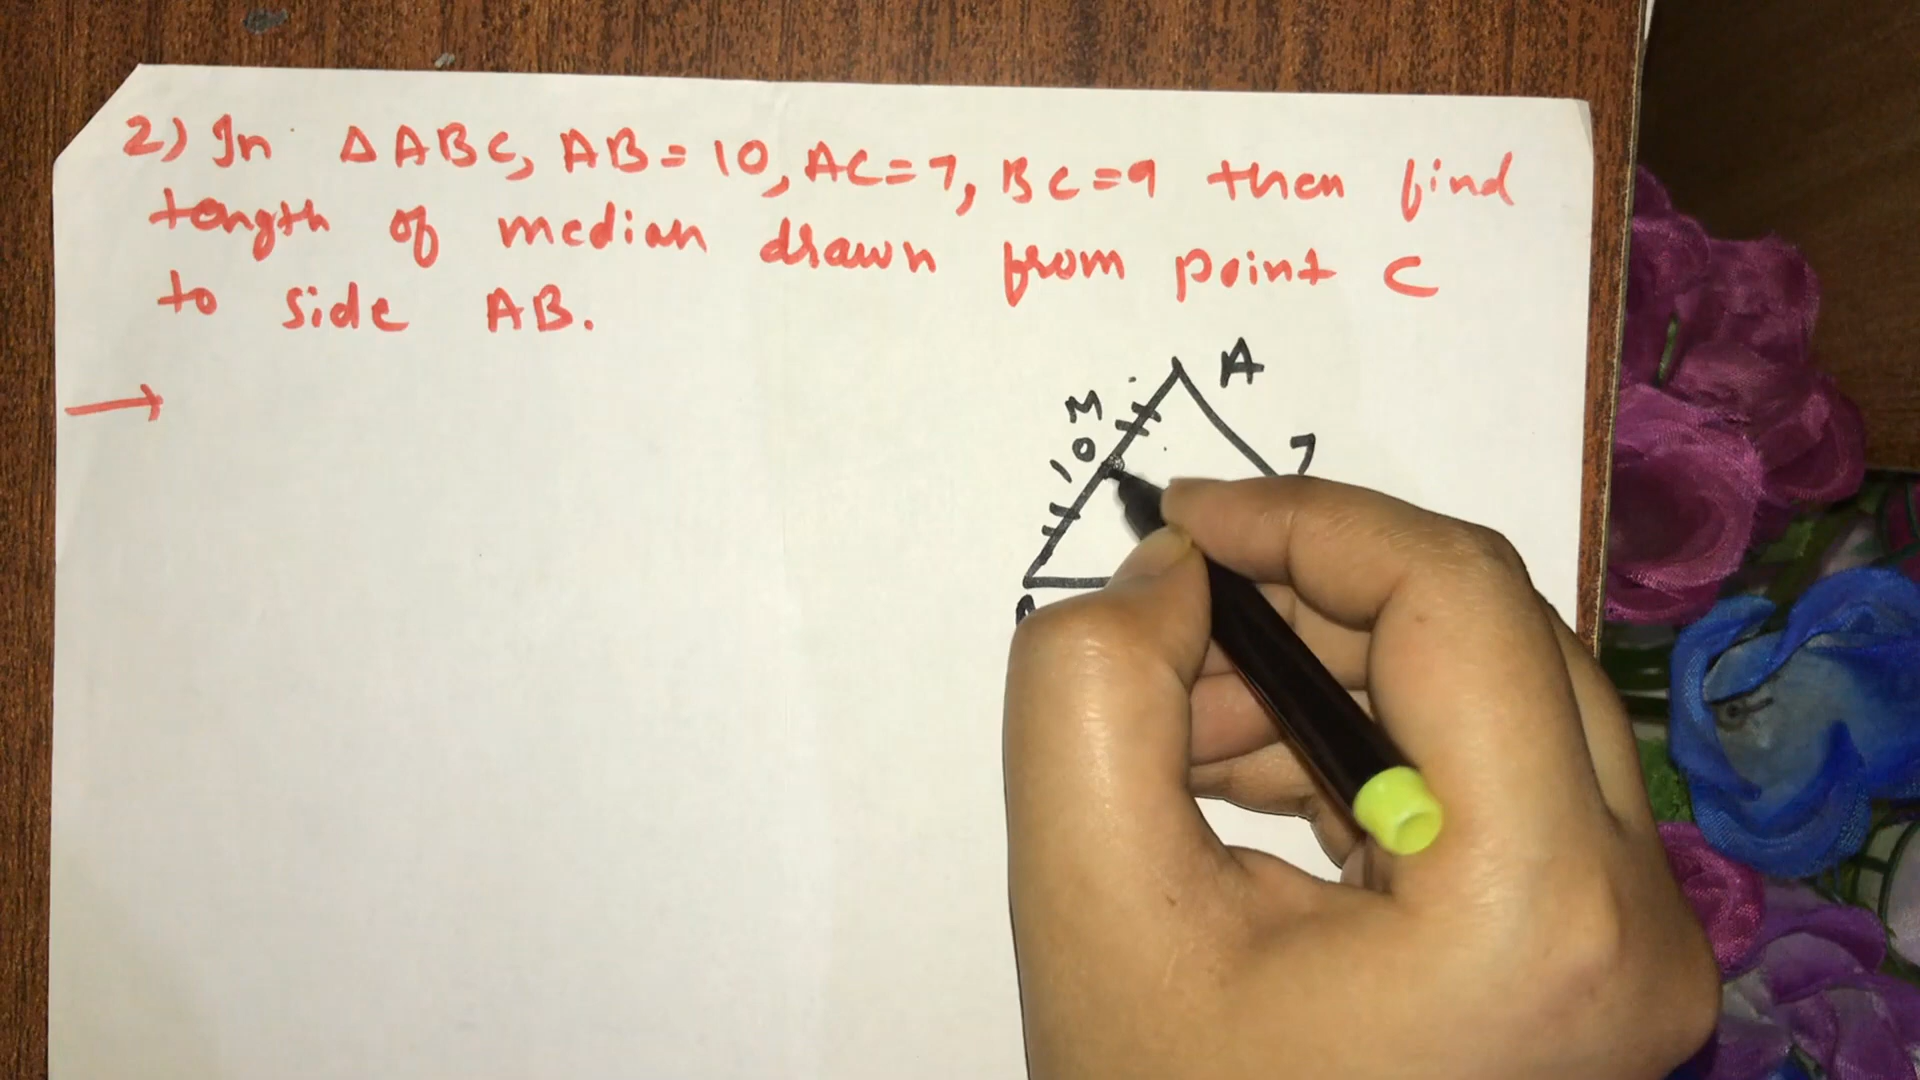 2) In ΔABC, AB=10, AC=7, BC=9 then find
length of median drawn from point C
to side AB.
→
A
M
10
7